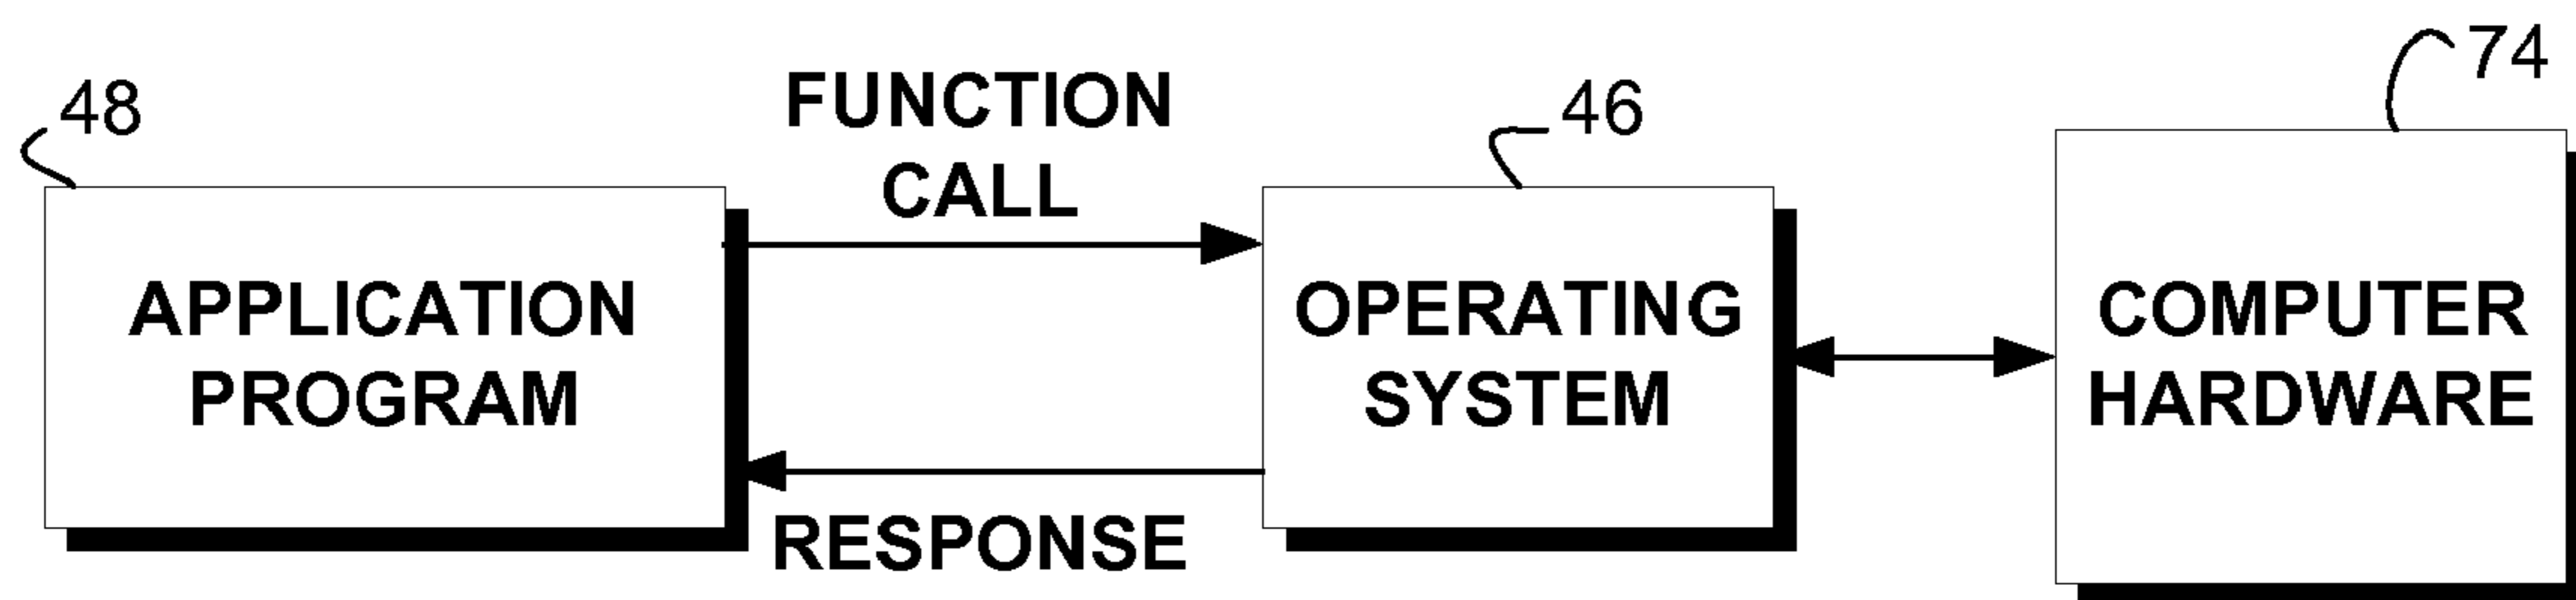 48
FUNCTION
CALL
46
74
APPLICATION
PROGRAM
OPERATING
SYSTEM
COMPUTER
HARDWARE
RESPONSE